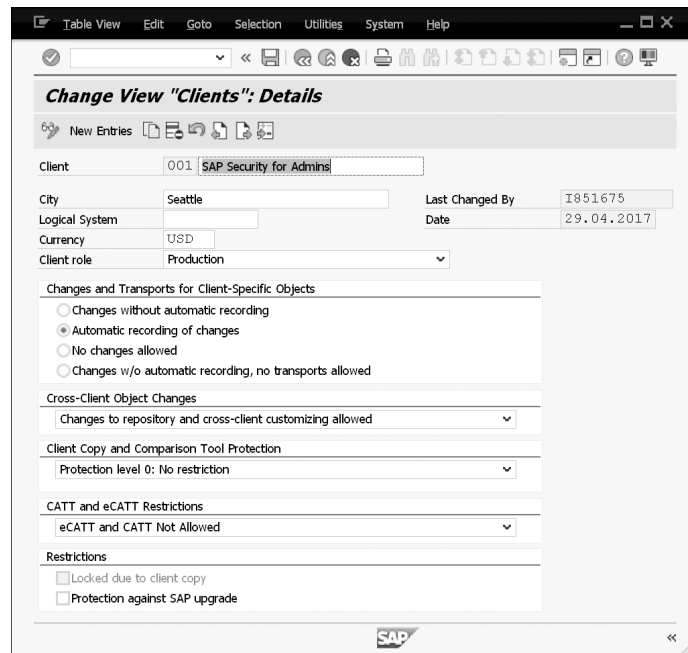 Table View Edit Goto Selection Utilities System Help
Change View "Clients": Details
New Entries
Client 001 SAP Security for Admins
City Seattle Last Changed By I851675
Logical System Date 29.04.2017
Currency USD
Client role Production
Changes and Transports for Client-Specific Objects
Changes without automatic recording
Automatic recording of changes
No changes allowed
Changes w/o automatic recording, no transports allowed
Cross-Client Object Changes
Changes to repository and cross-client customizing allowed
Client Copy and Comparison Tool Protection
Protection level 0: No restriction
CATT and eCATT Restrictions
eCATT and CATT Not Allowed
Restrictions
Locked due to client copy
Protection against SAP upgrade
SAP